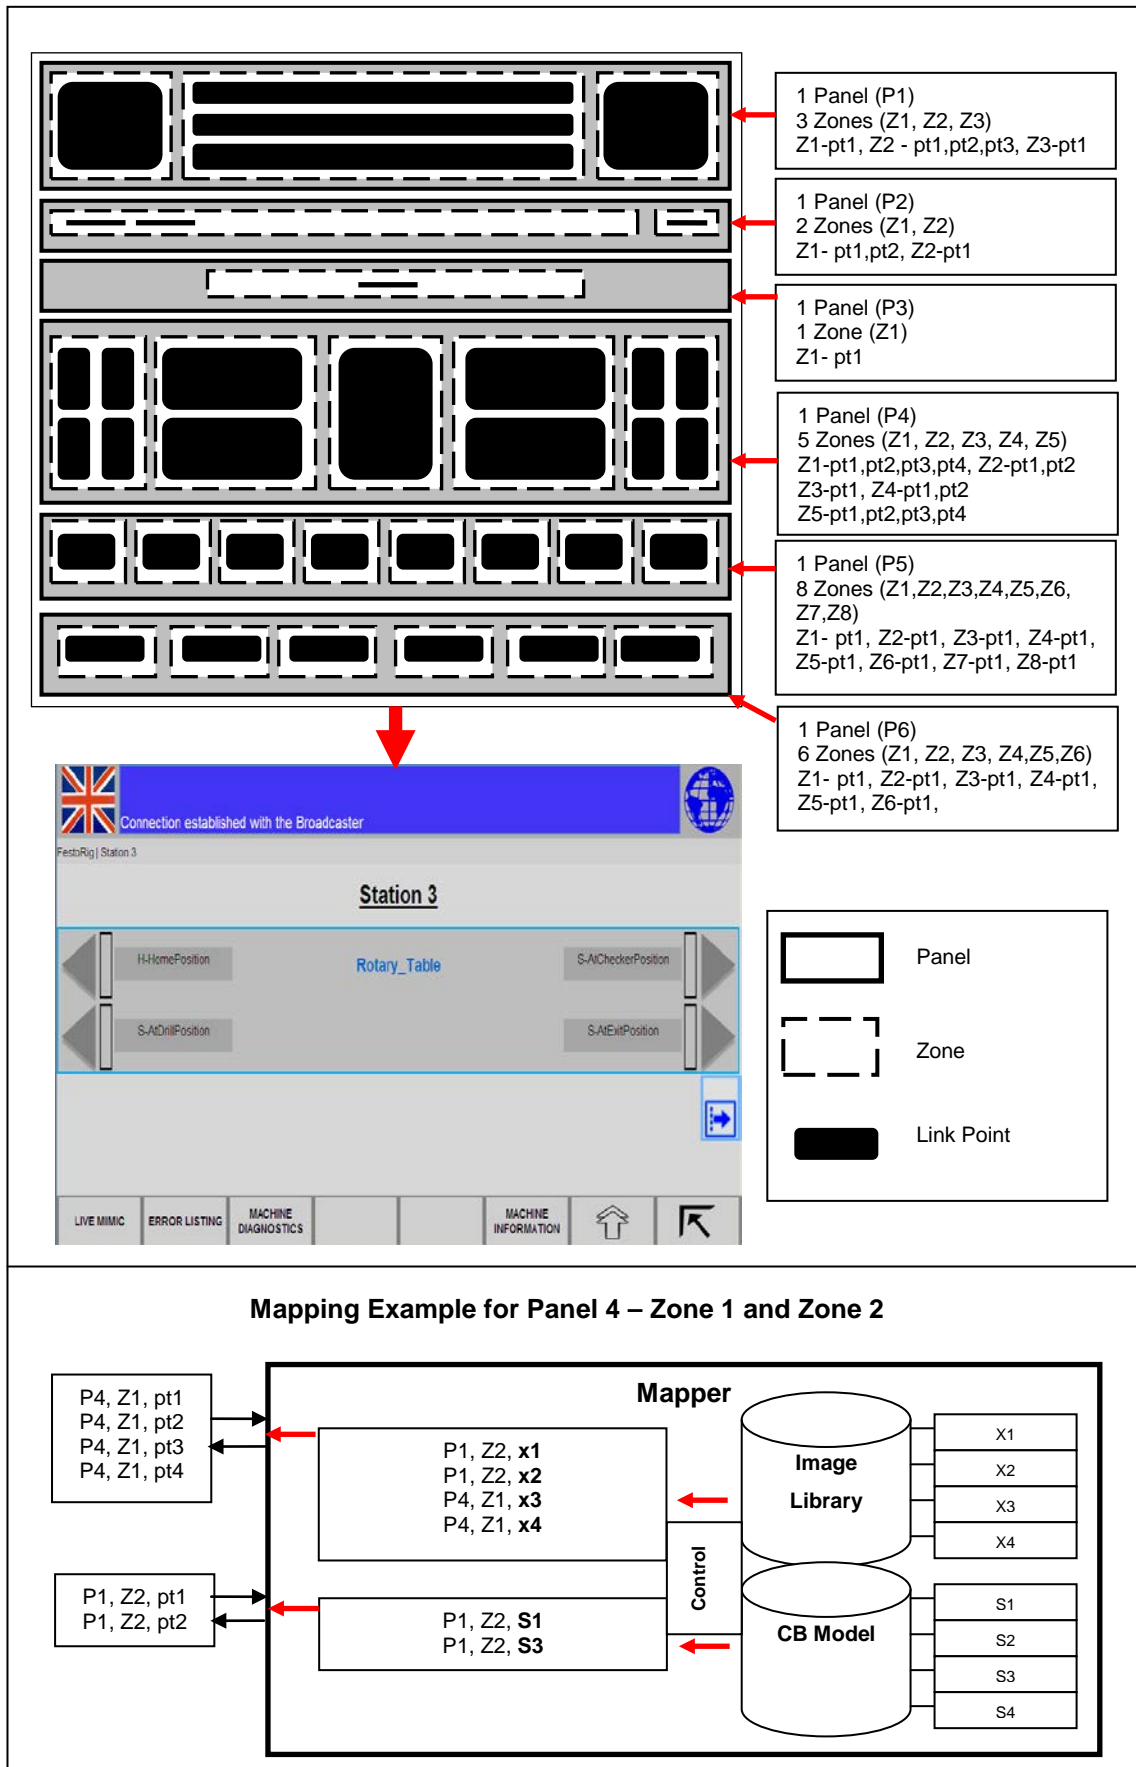 1 Panel (P1)
3 Zones (Z1, Z2, Z3)
Z1-pt1, Z2 - pt1,pt2,pt3, Z3-pt1
1 Panel (P2)
2 Zones (Z1, Z2)
Z1- pt1,pt2, Z2-pt1
1 Panel (P3)
1 Zone (Z1)
Z1- pt1
1 Panel (P4)
5 Zones (Z1, Z2, Z3, Z4, Z5)
Z1-pt1,pt2,pt3,pt4, Z2-pt1,pt2
Z3-pt1, Z4-pt1,pt2
Z5-pt1,pt2,pt3,pt4
1 Panel (P5)
8 Zones (Z1,Z2,Z3,Z4,Z5,Z6,
Z7,Z8)
Z1- pt1, Z2-pt1, Z3-pt1, Z4-pt1,
Z5-pt1, Z6-pt1, Z7-pt1, Z8-pt1
1 Panel (P6)
6 Zones (Z1, Z2, Z3, Z4,Z5,Z6)
Z1- pt1, Z2-pt1, Z3-pt1, Z4-pt1,
Z5-pt1, Z6-pt1,
Connection established with the Broadcaster
FestoRig | Station 3
Station 3
H-HomePosition
Rotary_Table
S-AtCheckerPosition
S-AtDrillPosition
S-AtExitPosition
LIVE MIMIC
ERROR LISTING
MACHINE
DIAGNOSTICS
MACHINE
INFORMATION
Panel
Zone
Link Point
Mapping Example for Panel 4 – Zone 1 and Zone 2
P4, Z1, pt1
P4, Z1, pt2
P4, Z1, pt3
P4, Z1, pt4
P1, Z2, pt1
P1, Z2, pt2
Mapper
P1, Z2, x1
P1, Z2, x2
P4, Z1, x3
P4, Z1, x4
P1, Z2, S1
P1, Z2, S3
Control
Image
Library
CB Model
X1
X2
X3
X4
S1
S2
S3
S4